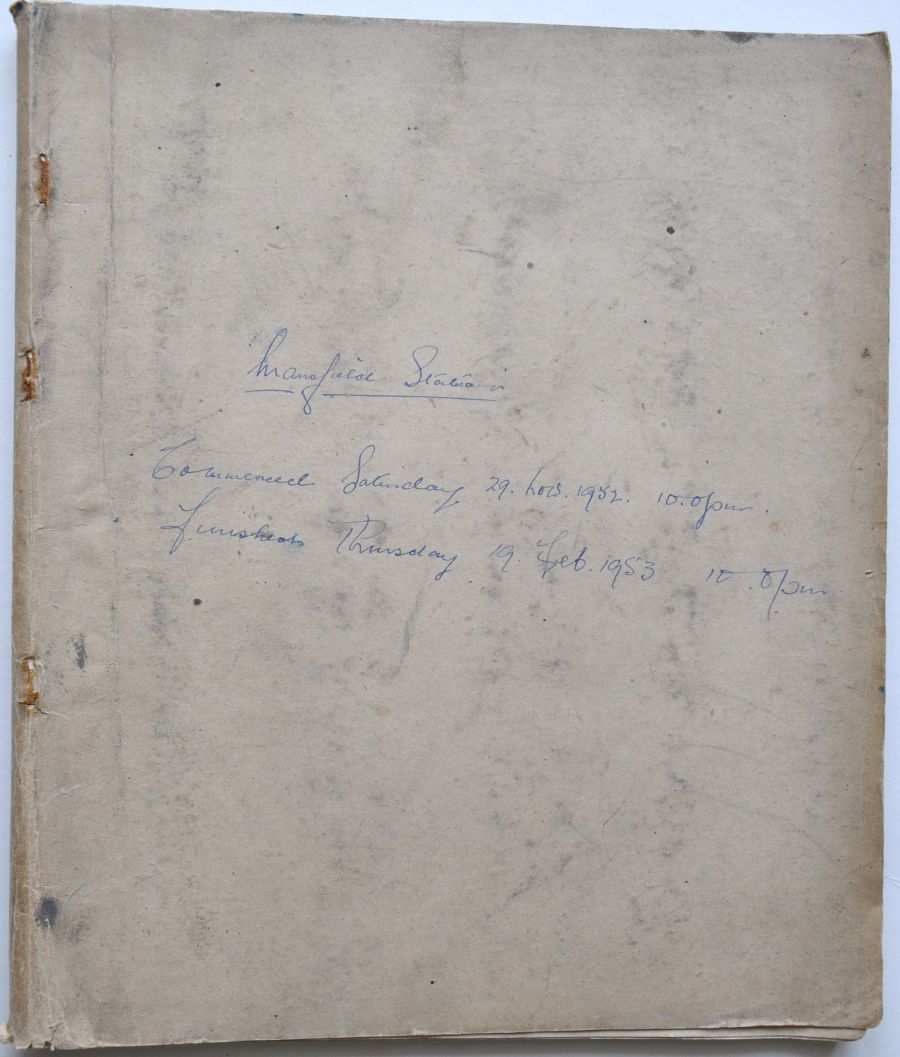 Mansfield Station
Commenced Saturday 29. Nov. 1952. 10.0pm.
Finished Thursday 19. Feb. 1953 10.0pm